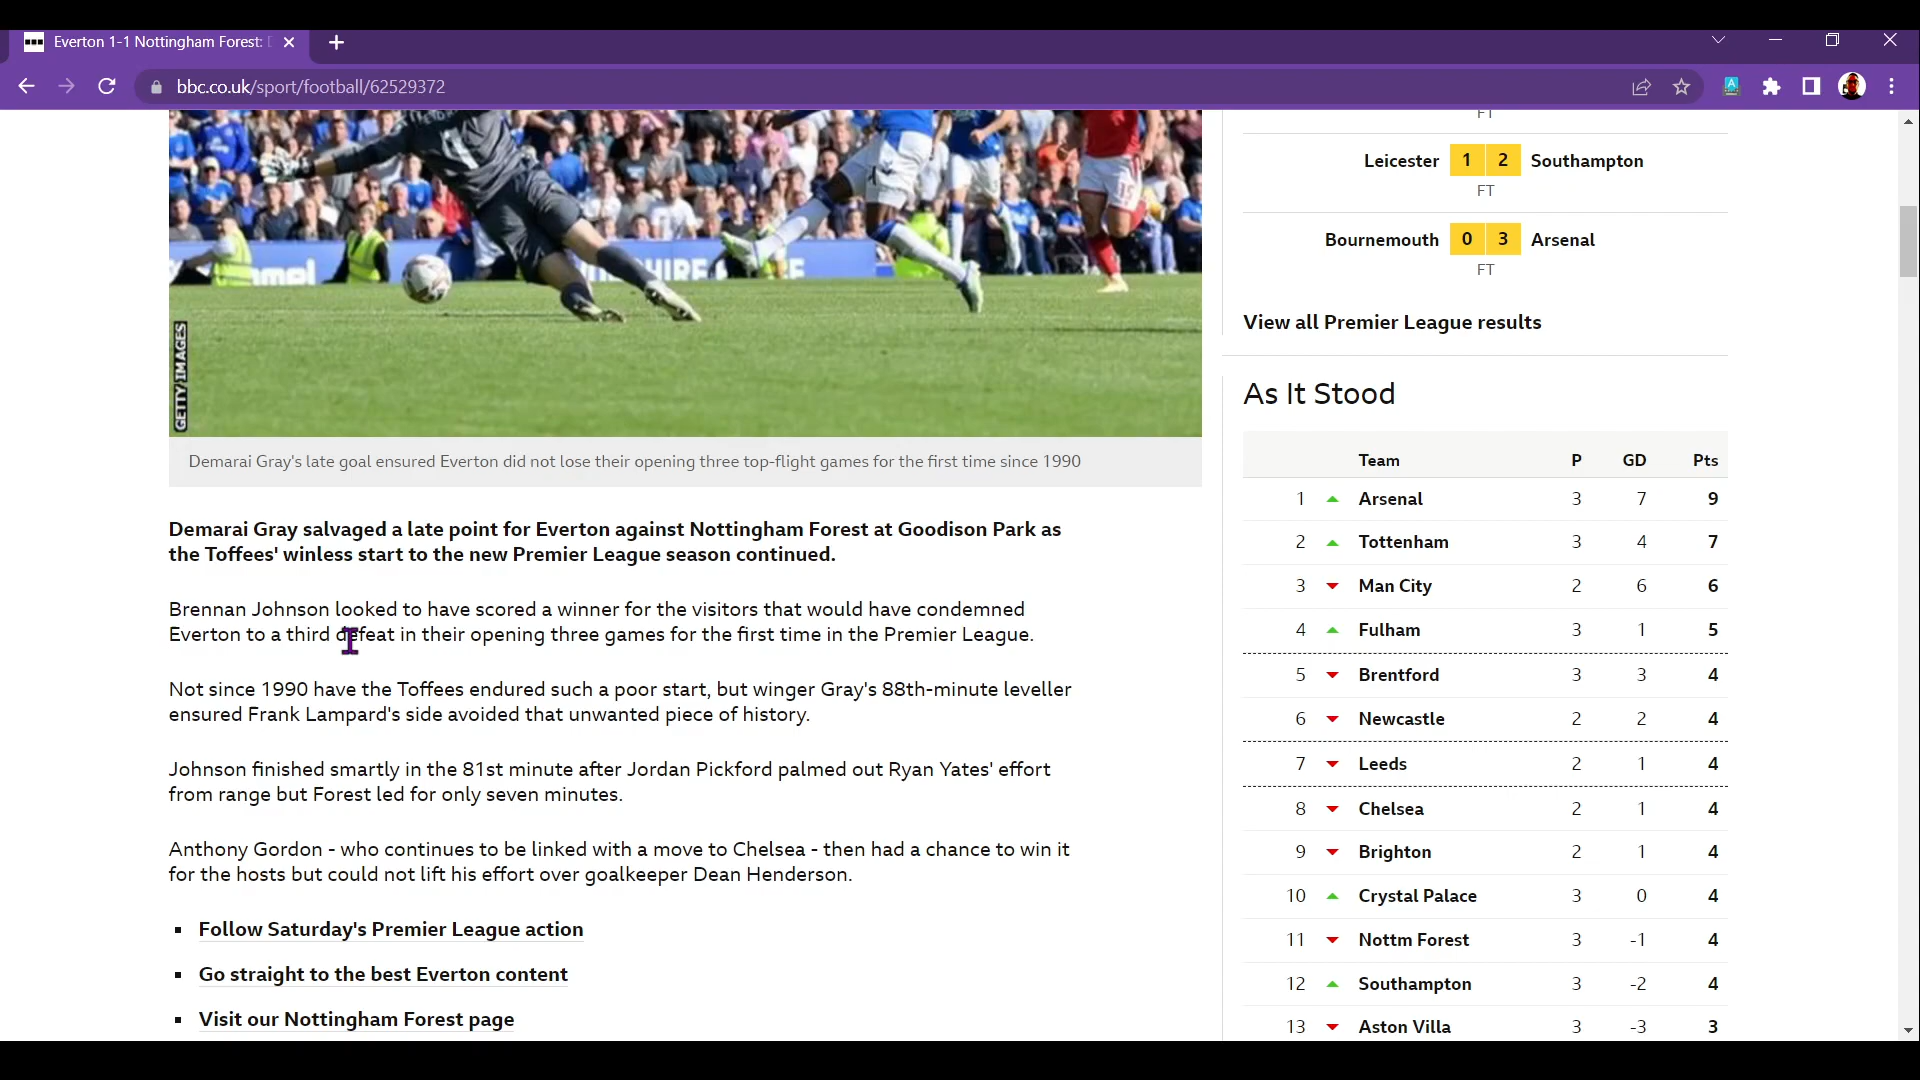 Everton 1-1 Nottingham Forest:
bbc.co.uk/sport/football/62529372
GETTY IMAGES
Demarai Gray's late goal ensured Everton did not lose their opening three top-flight games for the first time since 1990
Demarai Gray salvaged a late point for Everton against Nottingham Forest at Goodison Park as
the Toffees' winless start to the new Premier League season continued.
Brennan Johnson looked to have scored a winner for the visitors that would have condemned
Everton to a third defeat in their opening three games for the first time in the Premier League.
Not since 1990 have the Toffees endured such a poor start, but winger Gray's 88th-minute leveller
ensured Frank Lampard's side avoided that unwanted piece of history.
Johnson finished smartly in the 81st minute after Jordan Pickford palmed out Ryan Yates' effort
from range but Forest led for only seven minutes.
Anthony Gordon - who continues to be linked with a move to Chelsea - then had a chance to win it
for the hosts but could not lift his effort over goalkeeper Dean Henderson.
▪ Follow Saturday's Premier League action
▪ Go straight to the best Everton content
▪ Visit our Nottingham Forest page
FT
Leicester 1 2 Southampton
FT
Bournemouth 0 3 Arsenal
FT
View all Premier League results
As It Stood
Team P GD Pts
1 Arsenal 3 7 9
2 Tottenham 3 4 7
3 Man City 2 6 6
4 Fulham 3 1 5
5 Brentford 3 3 4
6 Newcastle 2 2 4
7 Leeds 2 1 4
8 Chelsea 2 1 4
9 Brighton 2 1 4
10 Crystal Palace 3 0 4
11 Nottm Forest 3 -1 4
12 Southampton 3 -2 4
13 Aston Villa 3 -3 3